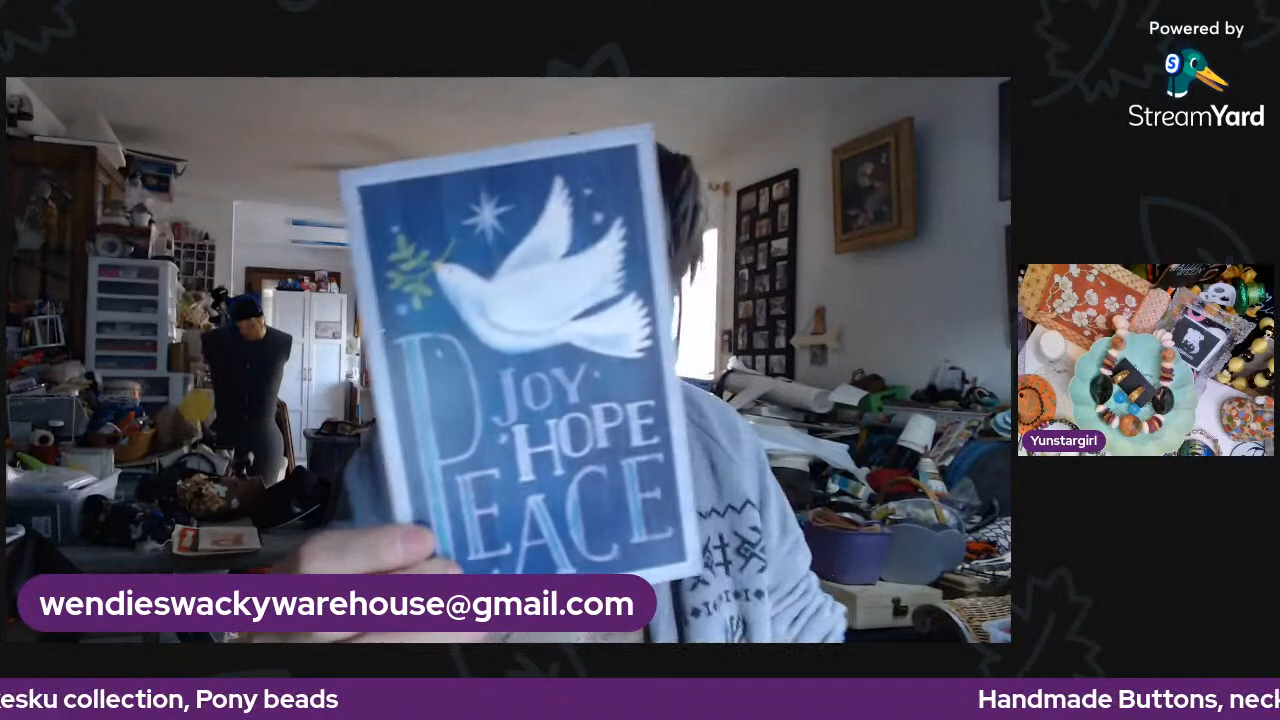 Powered by
StreamYard
JOY
HOPE
PEACE
Yunstargirl
wendieswackywarehouse@gmail.com
esku collection, Pony beads
Handmade Buttons, neck